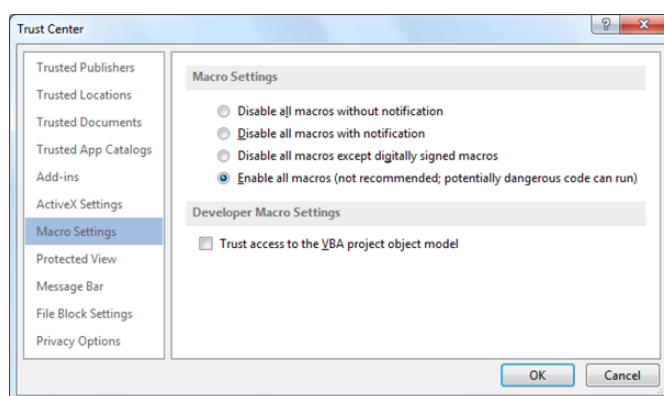 Trust Center
Trusted Publishers
Trusted Locations
Trusted Documents
Trusted App Catalogs
Add-ins
ActiveX Settings
Macro Settings
Protected View
Message Bar
File Block Settings
Privacy Options
Macro Settings
Disable all macros without notification
Disable all macros with notification
Disable all macros except digitally signed macros
Enable all macros (not recommended; potentially dangerous code can run)
Developer Macro Settings
Trust access to the VBA project object model
OK
Cancel